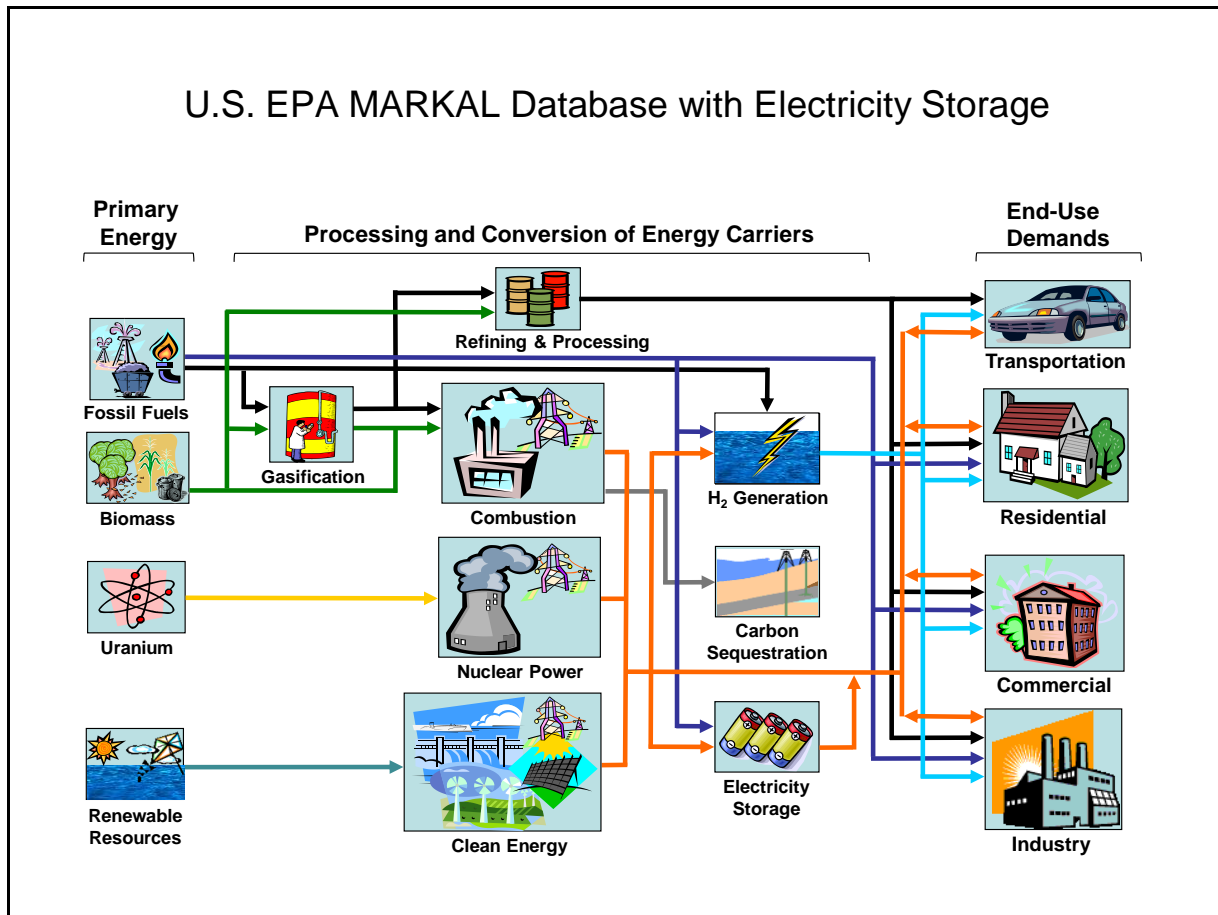 U.S. EPA MARKAL Database with Electricity Storage
Primary
Energy
Processing and Conversion of Energy Carriers
End-Use
Demands
Refining & Processing
Transportation
Fossil Fuels
Gasification
Combustion
H₂ Generation
Residential
Biomass
Uranium
Nuclear Power
Carbon
Sequestration
Commercial
Renewable
Resources
Clean Energy
Electricity
Storage
Industry